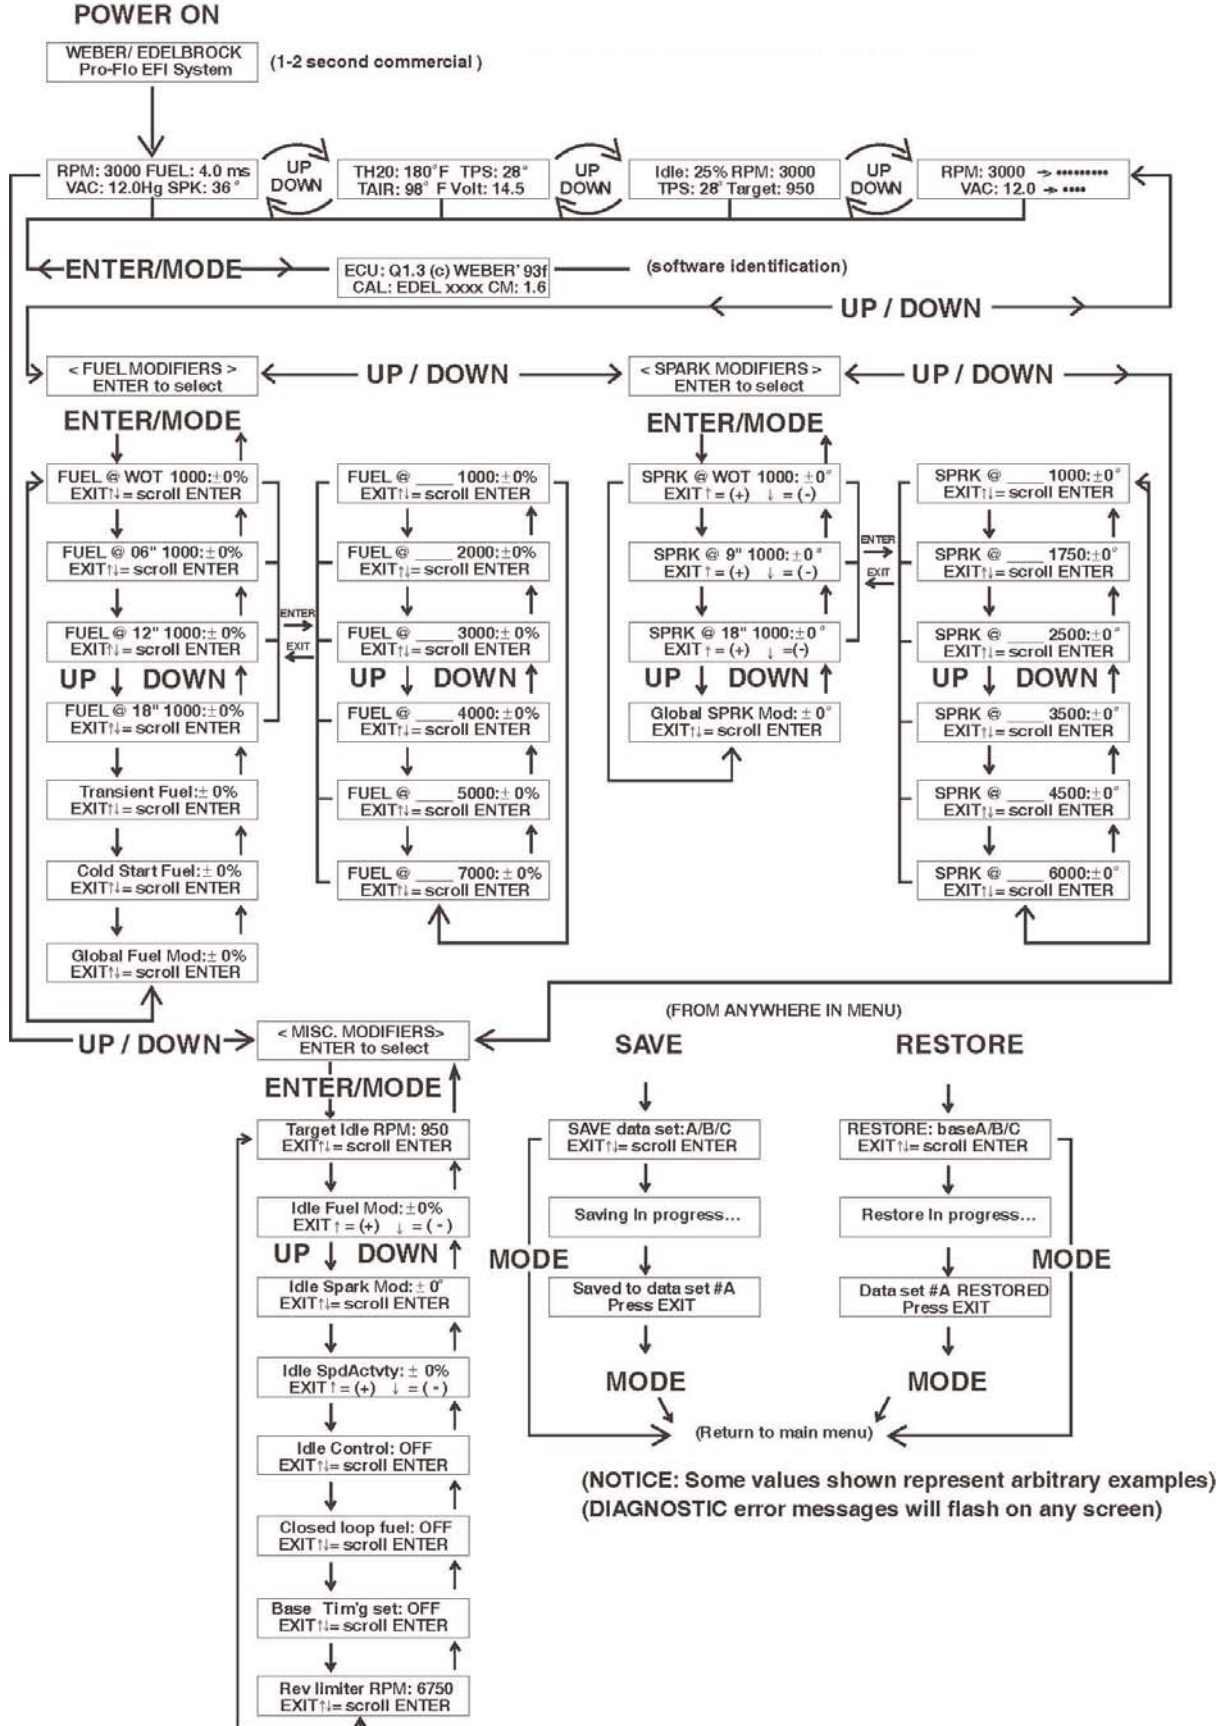 POWER ON
WEBER/ EDELBROCK
Pro-Flo EFI System
(1-2 second commercial )
RPM: 3000 FUEL: 4.0 ms
VAC: 12.0Hg SPK: 36°
UP
DOWN
TH20: 180°F TPS: 28°
TAIR: 98° F Volt: 14.5
UP
DOWN
Idle: 25% RPM: 3000
TPS: 28° Target: 950
UP
DOWN
RPM: 3000 → •••••••••
VAC: 12.0 → ••••
ENTER/MODE
ECU: Q1.3 (c) WEBER' 93f
CAL: EDEL xxxx CM: 1.6
(software identification)
UP / DOWN
< FUEL MODIFIERS >
ENTER to select
UP / DOWN
< SPARK MODIFIERS >
ENTER to select
UP / DOWN
ENTER/MODE
FUEL @ WOT 1000:±0%
EXIT↑↓= scroll ENTER
FUEL @ 06" 1000:±0%
EXIT↑↓= scroll ENTER
FUEL @ 12" 1000:±0%
EXIT↑↓= scroll ENTER
UP DOWN
FUEL @ 18" 1000:±0%
EXIT↑↓= scroll ENTER
Transient Fuel:± 0%
EXIT↑↓= scroll ENTER
Cold Start Fuel:± 0%
EXIT↑↓= scroll ENTER
Global Fuel Mod:± 0%
EXIT↑↓= scroll ENTER
ENTER
EXIT
FUEL @ ____ 1000:±0%
EXIT↑↓= scroll ENTER
FUEL @ ____ 2000:±0%
EXIT↑↓= scroll ENTER
FUEL @ ____ 3000:± 0%
EXIT↑↓= scroll ENTER
UP DOWN
FUEL @ ____ 4000:± 0%
EXIT↑↓= scroll ENTER
FUEL @ ____ 5000:± 0%
EXIT↑↓= scroll ENTER
FUEL @ ____ 7000:± 0%
EXIT↑↓= scroll ENTER
ENTER/MODE
SPRK @ WOT 1000: ±0°
EXIT ↑ = (+) ↓ = (-)
SPRK @ 9" 1000:±0°
EXIT ↑ = (+) ↓ = (-)
SPRK @ 18" 1000:±0°
EXIT ↑ = (+) ↓ =(-)
UP DOWN
Global SPRK Mod: ± 0°
EXIT↑↓= scroll ENTER
ENTER
EXIT
SPRK @ ____ 1000:±0°
EXIT↑↓= scroll ENTER
SPRK @ ____ 1750:±0°
EXIT↑↓= scroll ENTER
SPRK @ ____ 2500:±0°
EXIT↑↓= scroll ENTER
UP DOWN
SPRK @ ____ 3500:±0°
EXIT↑↓= scroll ENTER
SPRK @ ____ 4500:±0°
EXIT↑↓= scroll ENTER
SPRK @ ____ 6000:±0°
EXIT↑↓= scroll ENTER
UP / DOWN
< MISC. MODIFIERS>
ENTER to select
ENTER/MODE
Target Idle RPM: 950
EXIT↑↓= scroll ENTER
Idle Fuel Mod:±0%
EXIT ↑ = (+) ↓ = ( - )
UP DOWN
Idle Spark Mod:± 0°
EXIT↑↓= scroll ENTER
Idle SpdActvty: ± 0%
EXIT ↑ = (+) ↓ = ( - )
Idle Control: OFF
EXIT↑↓= scroll ENTER
Closed loop fuel: OFF
EXIT↑↓= scroll ENTER
Base Tim'g set: OFF
EXIT↑↓= scroll ENTER
Rev limiter RPM: 6750
EXIT↑↓= scroll ENTER
(FROM ANYWHERE IN MENU)
SAVE
SAVE data set:A/B/C
EXIT↑↓= scroll ENTER
Saving In progress...
MODE
Saved to data set #A
Press EXIT
MODE
RESTORE
RESTORE: baseA/B/C
EXIT↑↓= scroll ENTER
Restore In progress...
MODE
Data set #A RESTORED
Press EXIT
MODE
(Return to main menu)
(NOTICE: Some values shown represent arbitrary examples)
(DIAGNOSTIC error messages will flash on any screen)